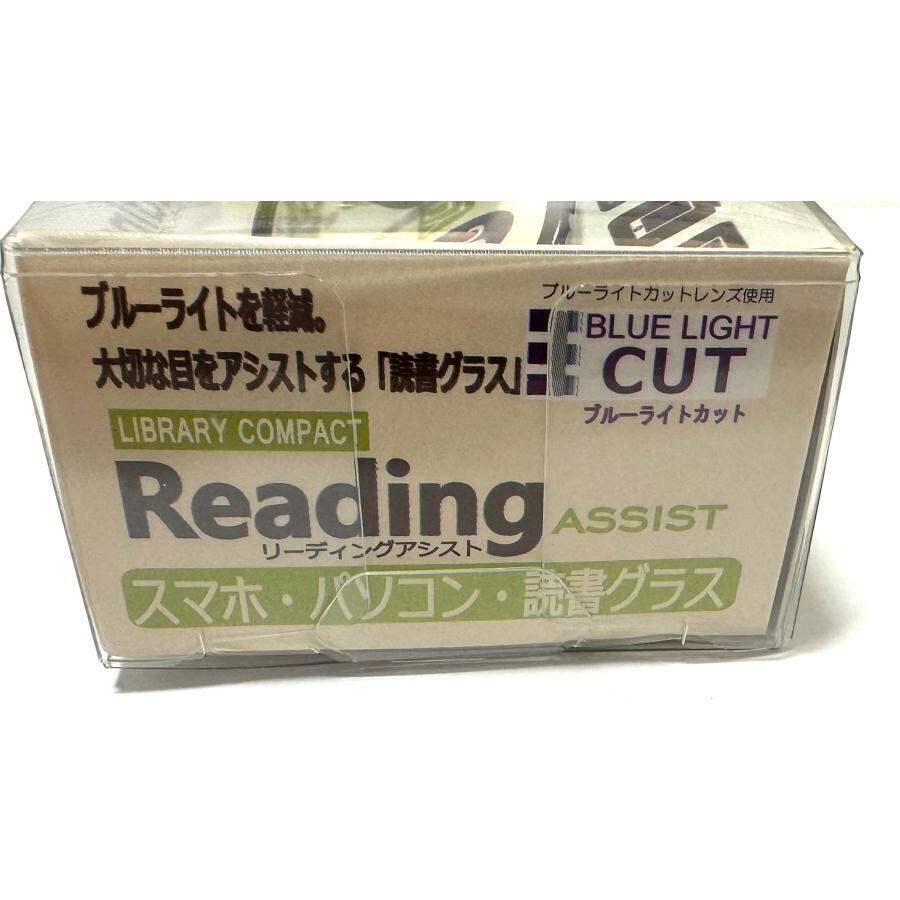 ブルーライトを軽減。
大切な目をアシストする「読書グラス」
ブルーライトカットレンズ使用
BLUE LIGHT
CUT
ブルーライトカット
LIBRARY COMPACT
Reading ASSIST
リーディングアシスト
スマホ・パソコン・読書グラス